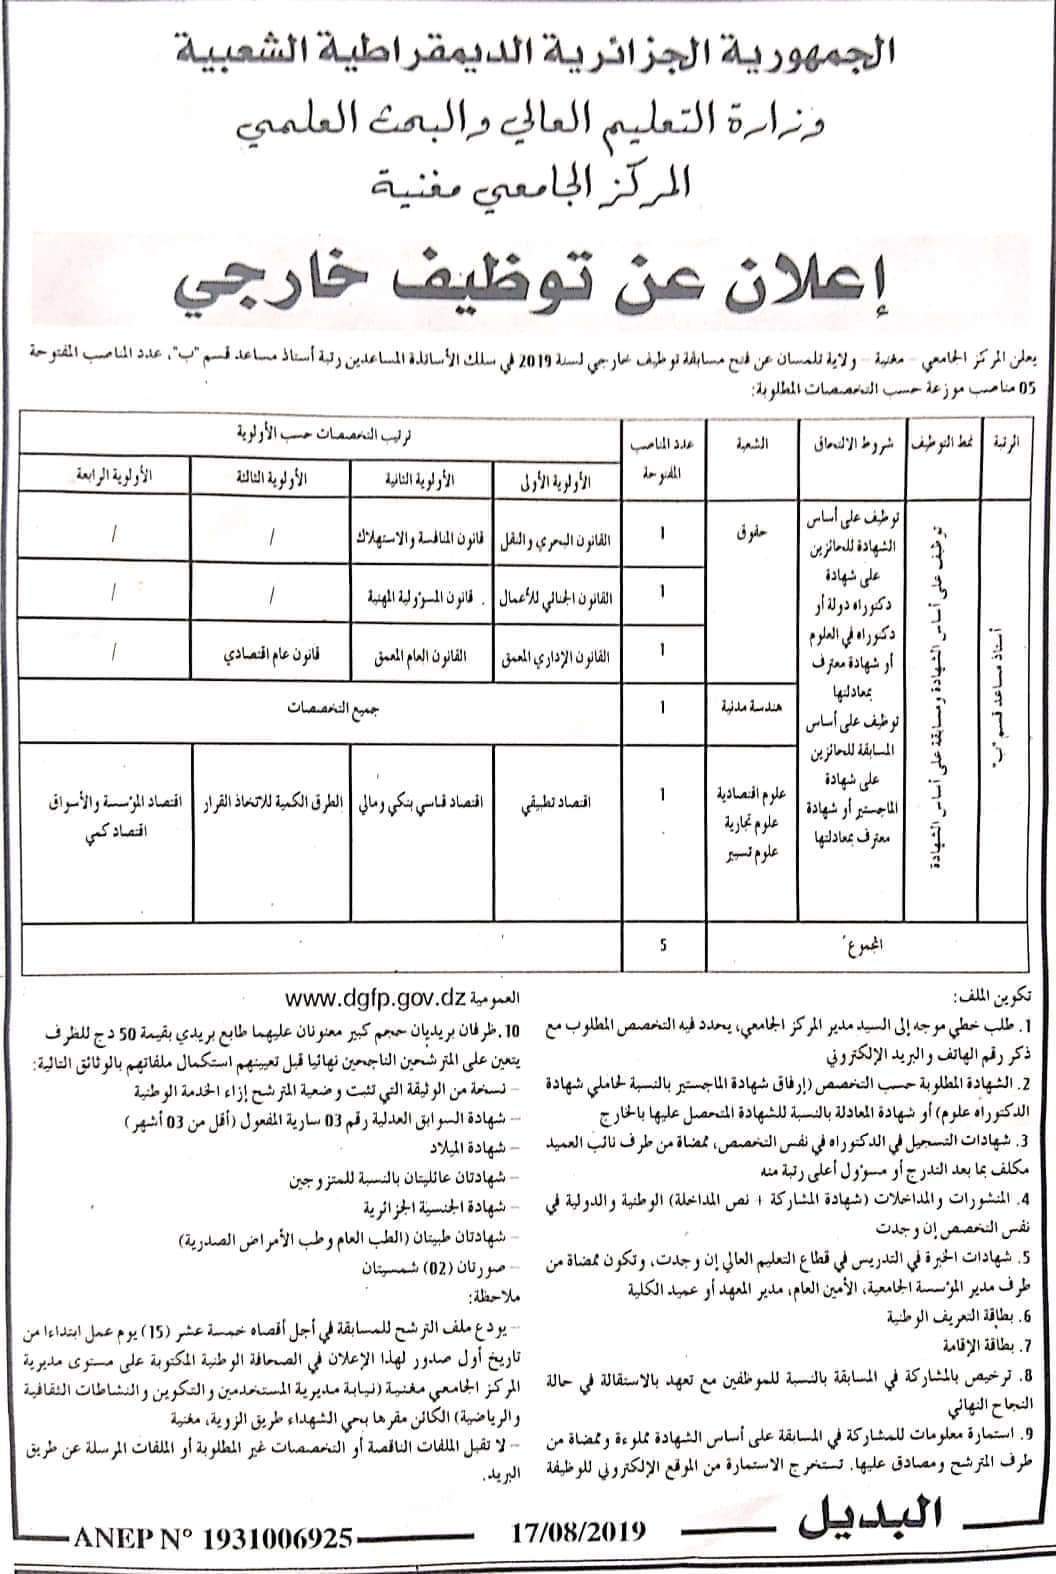 الجمهورية الجزائرية الديمقراطية الشعبية
وزارة التعليم العالي والبحث العلمي
المركز الجامعي مغنية
إعلان عن توظيف خارجي
يعلن المركز الجامعي – مغنية – ولاية تلمسان عن فتح مسابقة توظيف خارجي لسنة 2019 في سلك الأساتذة المساعدين رتبة أستاذ مساعد قسم "ب"، عدد المناصب المفتوحة
05 مناصب موزعة حسب التخصصات المطلوبة:
الرتبة
نمط التوظيف
شروط الالتحاق
الشعبة
عدد المناصب
المفتوحة
ترتيب التخصصات حسب الأولوية
الأولوية الأولى
الأولوية الثانية
الأولوية الثالثة
الأولوية الرابعة
أستاذ مساعد قسم "ب"
توظيف على أساس الشهادة ومسابقة على أساس الشهادة
توظيف على أساس
الشهادة للحائزين
على شهادة
دكتوراه دولة أو
دكتوراه في العلوم
أو شهادة معترف
بمعادلتها
توظيف على أساس
المسابقة للحائزين
على شهادة
الماجستير أو شهادة
معترف بمعادلتها
حقوق
1
القانون البحري والنقل
قانون المنافسة والاستهلاك
/
/
1
القانون الجنائي للأعمال
قانون المسؤولية المهنية
/
/
1
القانون الإداري المعمق
القانون العام المعمق
قانون عام اقتصادي
/
هندسة مدنية
1
جميع التخصصات
علوم اقتصادية
علوم تجارية
علوم تسيير
1
اقتصاد تطبيقي
اقتصاد قياسي بنكي ومالي
الطرق الكمية للاتخاذ القرار
اقتصاد المؤسسة والأسواق
اقتصاد كمي
المجموع
5
تكوين الملف:
1. طلب خطي موجه إلى السيد مدير المركز الجامعي، يحدد فيه التخصص المطلوب مع
ذكر رقم الهاتف والبريد الإلكتروني
2. الشهادة المطلوبة حسب التخصص (إرفاق شهادة الماجستير بالنسبة لحاملي شهادة
الدكتوراه علوم) أو شهادة المعادلة بالنسبة للشهادة المتحصل عليها بالخارج
3. شهادات التسجيل في الدكتوراه في نفس التخصص، ممضاة من طرف نائب العميد
مكلف بما بعد التدرج أو مسؤول أعلى رتبة منه
4. المنشورات والمداخلات (شهادة المشاركة + نص المداخلة) الوطنية والدولية في
نفس التخصص إن وجدت
5. شهادات الخبرة في التدريس في قطاع التعليم العالي إن وجدت، وتكون ممضاة من
طرف مدير المؤسسة الجامعية، الأمين العام، مدير المعهد أو عميد الكلية
6. بطاقة التعريف الوطنية
7. بطاقة الإقامة
8. ترخيص بالمشاركة في المسابقة بالنسبة للموظفين مع تعهد بالاستقالة في حالة
النجاح النهائي
9. استمارة معلومات للمشاركة في المسابقة على أساس الشهادة مملوءة وممضاة من
طرف المترشح ومصادق عليها. تستخرج الاستمارة من الموقع الإلكتروني للوظيفة
العمومية www.dgfp.gov.dz
10. ظرفان بريديان حجم كبير معنونان عليهما طابع بريدي بقيمة 50 دج للظرف
يتعين على المترشحين الناجحين نهائيا قبل تعيينهم استكمال ملفاتهم بالوثائق التالية:
– نسخة من الوثيقة التي تثبت وضعية المترشح إزاء الخدمة الوطنية
– شهادة السوابق العدلية رقم 03 سارية المفعول (أقل من 03 أشهر)
– شهادة الميلاد
– شهادتان عائليتان بالنسبة للمتزوجين
– شهادة الجنسية الجزائرية
– شهادتان طبيتان (الطب العام وطب الأمراض الصدرية)
– صورتان (02) شمسيتان
ملاحظة:
– يودع ملف الترشح للمسابقة في أجل أقصاه خمسة عشر (15) يوم عمل ابتداءا من
تاريخ أول صدور لهذا الإعلان في الصحافة الوطنية المكتوبة على مستوى مديرية
المركز الجامعي مغنية (نيابة مديرية المستخدمين والتكوين والنشاطات الثقافية
والرياضية) الكائن مقرها بحي الشهداء طريق الزوية، مغنية
– لا تقبل الملفات الناقصة أو التخصصات غير المطلوبة أو الملفات المرسلة عن طريق
البريد.
البديل
17/08/2019
ANEP N° 1931006925